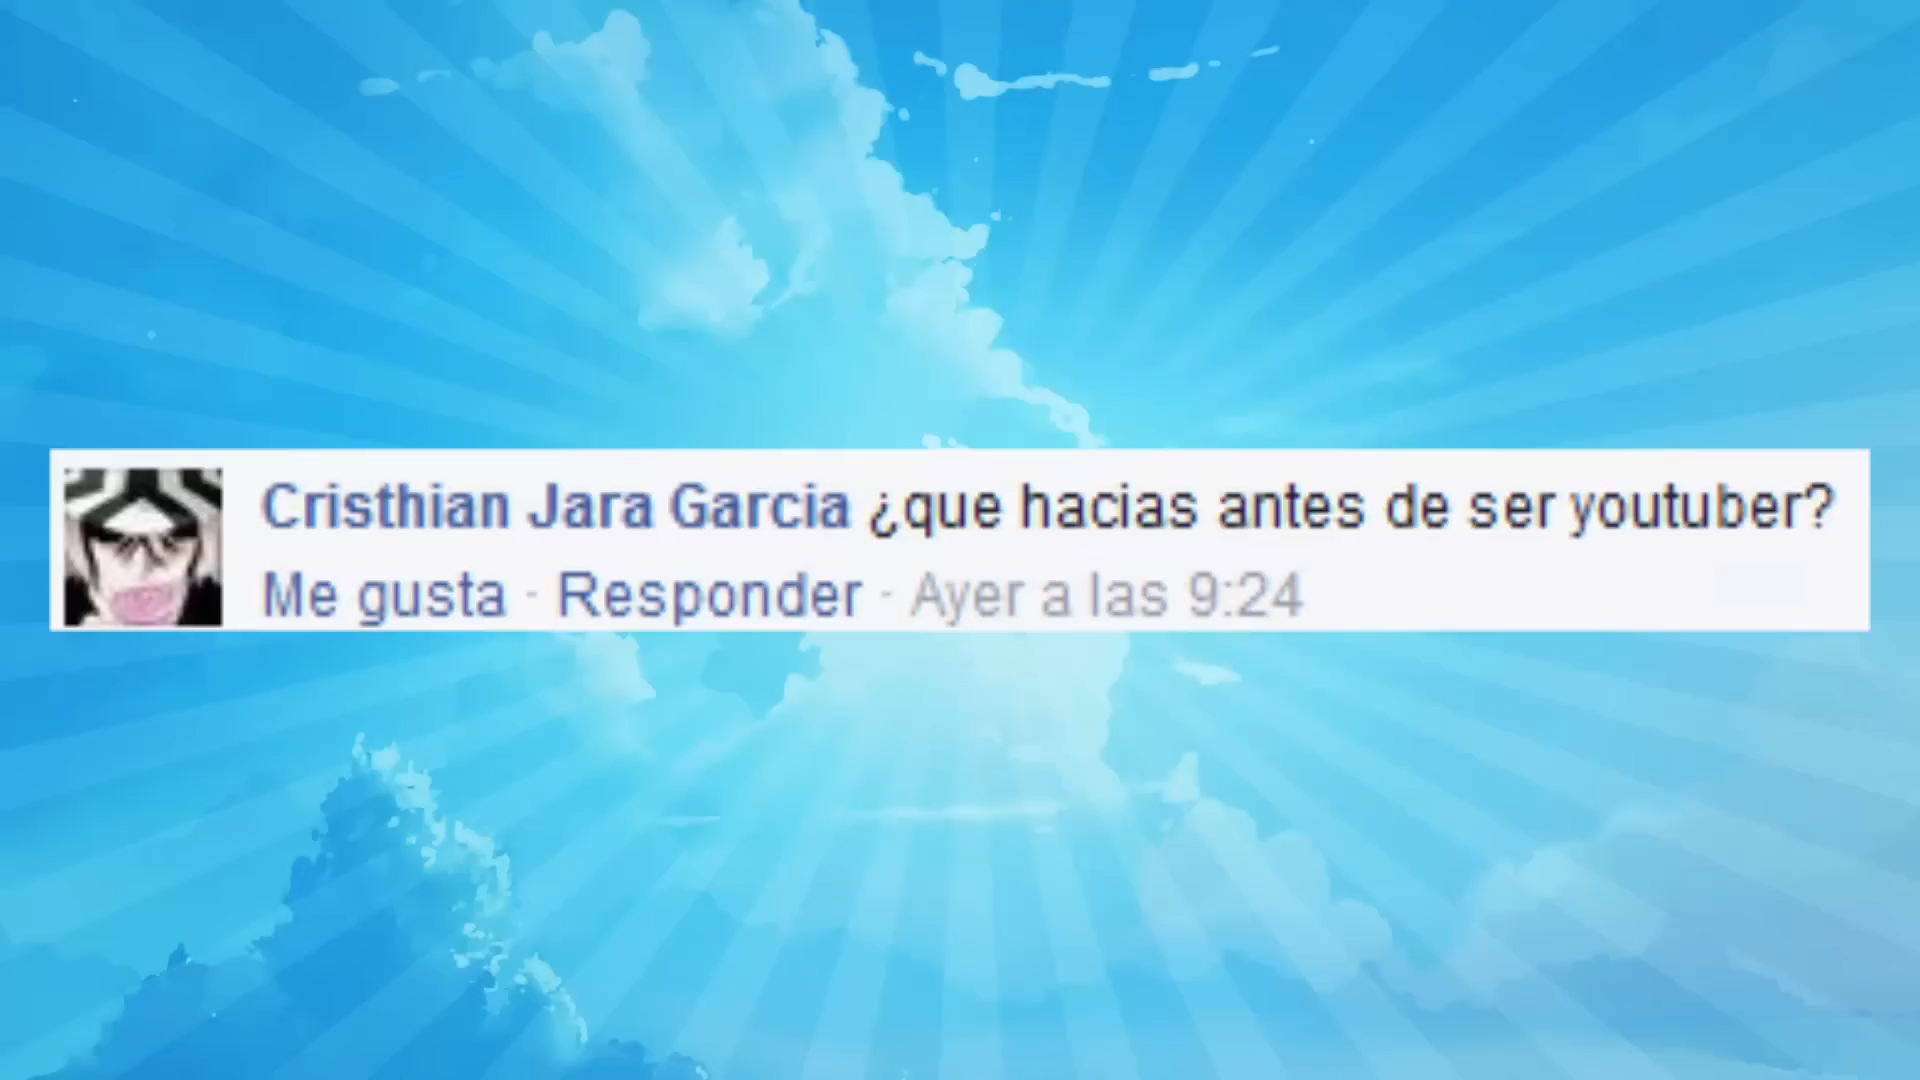 Cristhian Jara Garcia ¿que hacias antes de ser youtuber?
Me gusta · Responder · Ayer a las 9:24